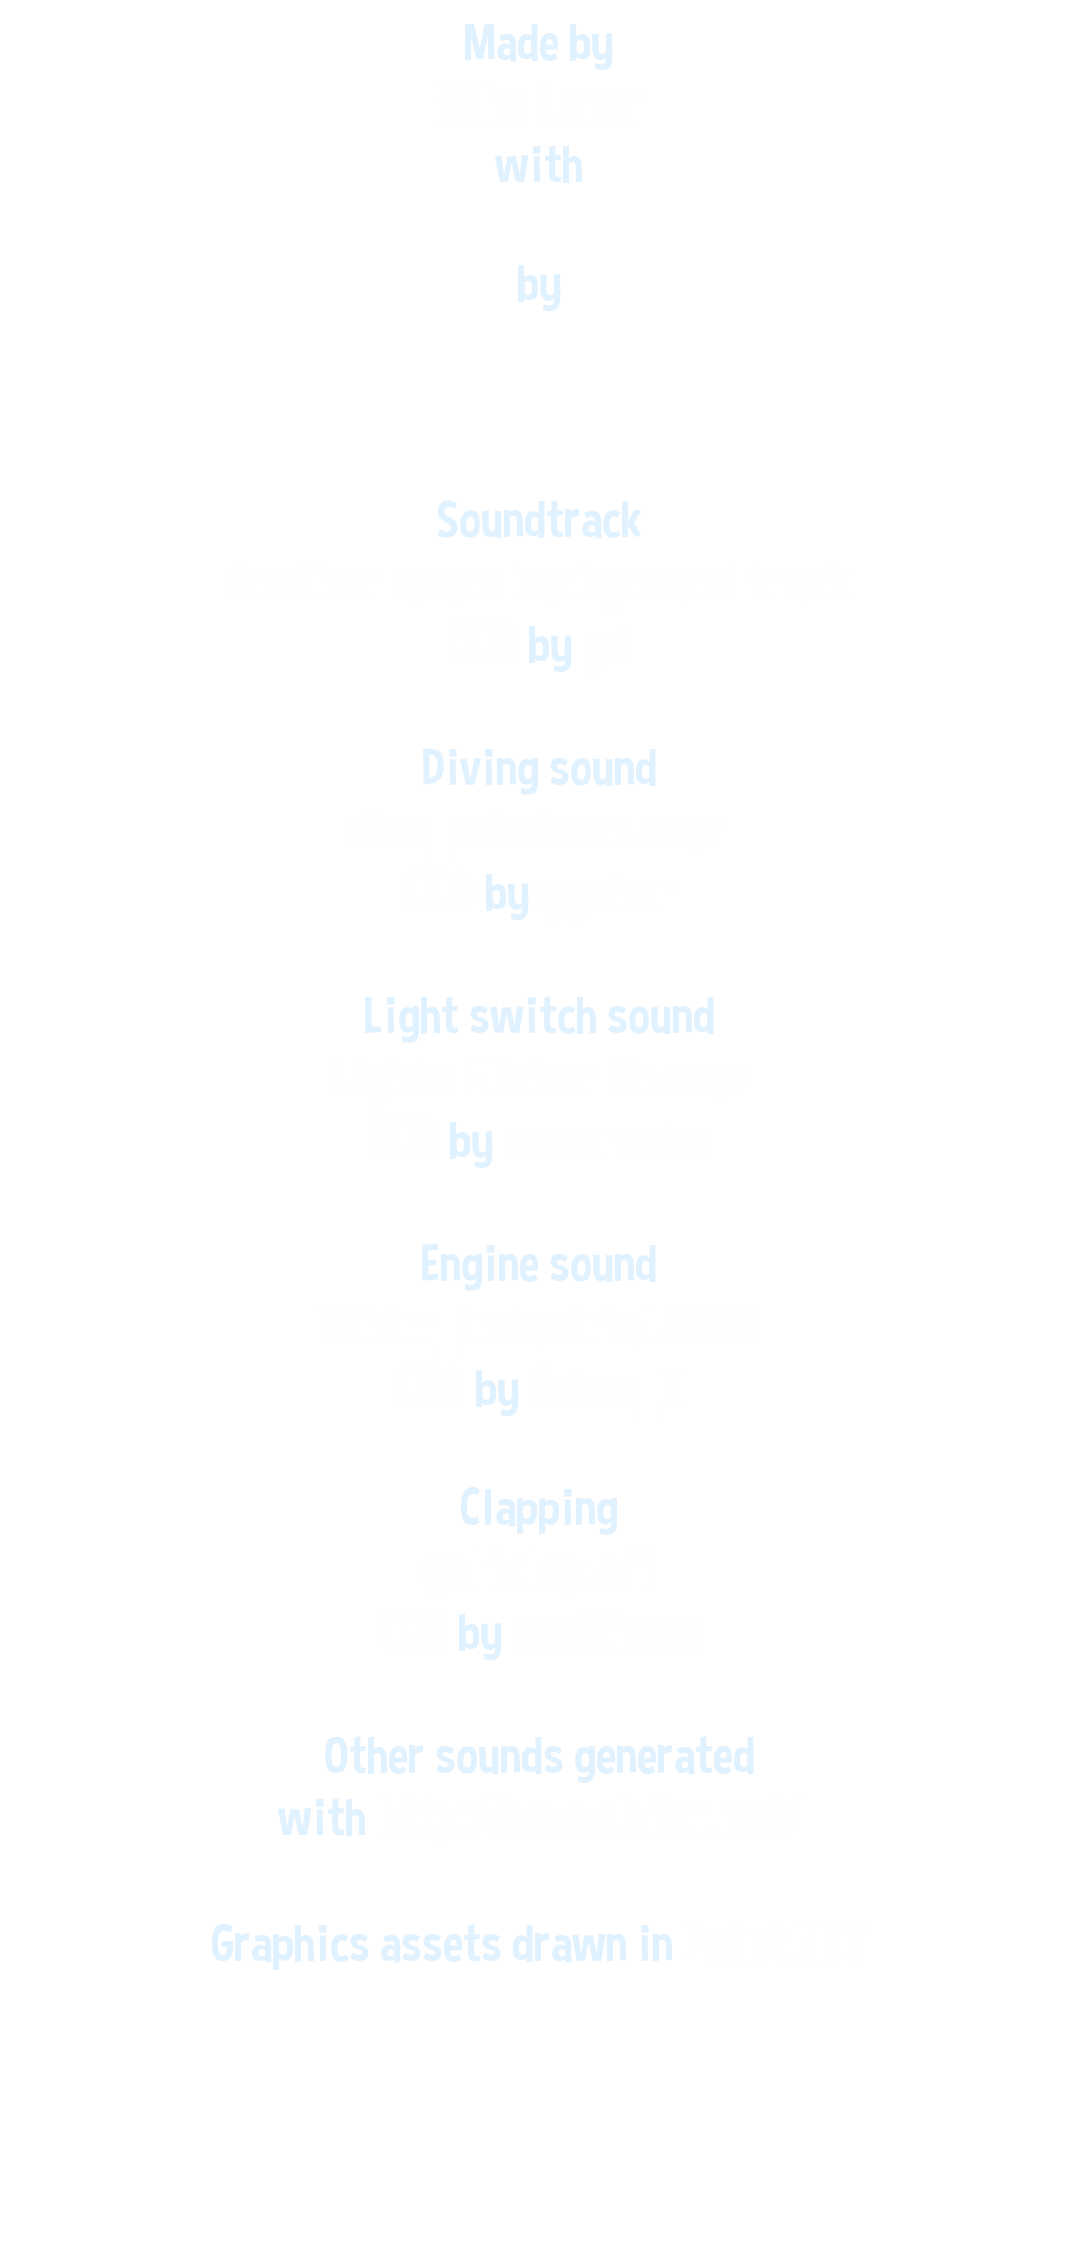 Made by
with
by
Soundtrack
by
Diving sound
by
Light switch sound
by
Engine sound
by
Clapping
by
Other sounds generated
with
Graphics assets drawn in